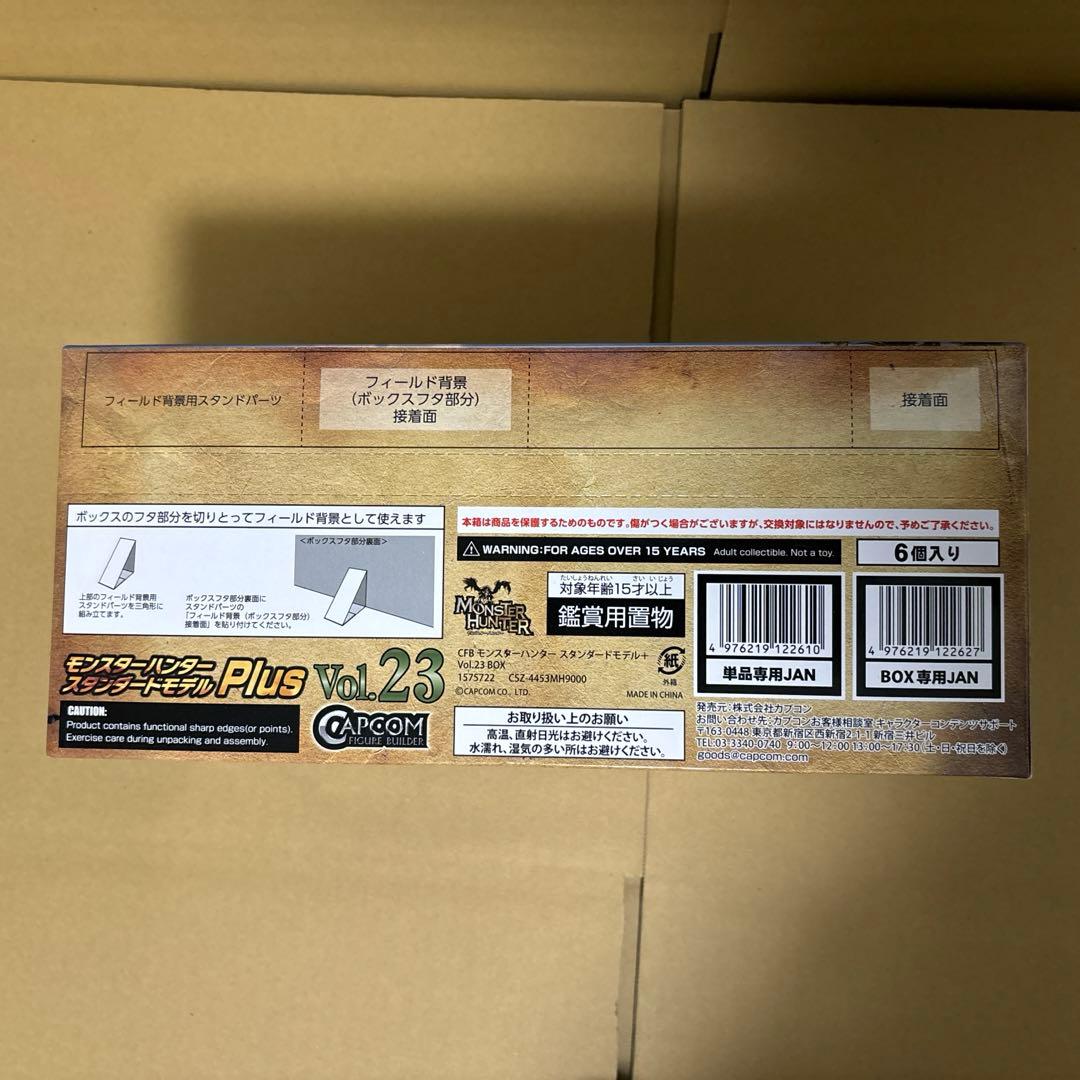 フィールド背景用スタンドパーツ
フィールド背景
(ボックスフタ部分)
接着面
接着面
ボックスのフタ部分を切りとってフィールド背景として使えます
<ボックスフタ部分裏面>
上部のフィールド背景用
スタンドパーツを三角形に
組み立てます。
ボックスフタ部分裏面に
スタンドパーツの
「フィールド背景(ボックスフタ部分)
接着面」を貼り付けてください。
モンスターハンター
スタンダードモデル Plus Vol.23
CAUTION:
Product contains functional sharp edges(or points).
Exercise care during unpacking and assembly.
CAPCOM
FIGURE BUILDER
本箱は商品を保護するためのものです。傷がつく場合がございますが、交換対象にはなりませんので、予めご了承ください。
WARNING:FOR AGES OVER 15 YEARS Adult collectible. Not a toy.
6個入り
MONSTER
HUNTER
たいしょうねんれい さい いじょう
対象年齢15才以上
鑑賞用置物
CFB モンスターハンター スタンダードモデル+
Vol.23 BOX
1575722 CSZ-4453MH9000
©CAPCOM CO., LTD.
紙
外箱
MADE IN CHINA
お取り扱い上のお願い
高温、直射日光はお避けください。
水濡れ、湿気の多い所はお避けください。
4 976219 122610
単品専用JAN
4 976219 122627
BOX専用JAN
発売元:株式会社カプコン
お問い合わせ先:カプコンお客様相談室 キャラクターコンテンツサポート
〒163-0448 東京都新宿区西新宿2-1-1 新宿三井ビル
TEL:03-3340-0740 9:00~12:00 13:00~17:30 (土・日・祝日を除く)
goods@capcom.com